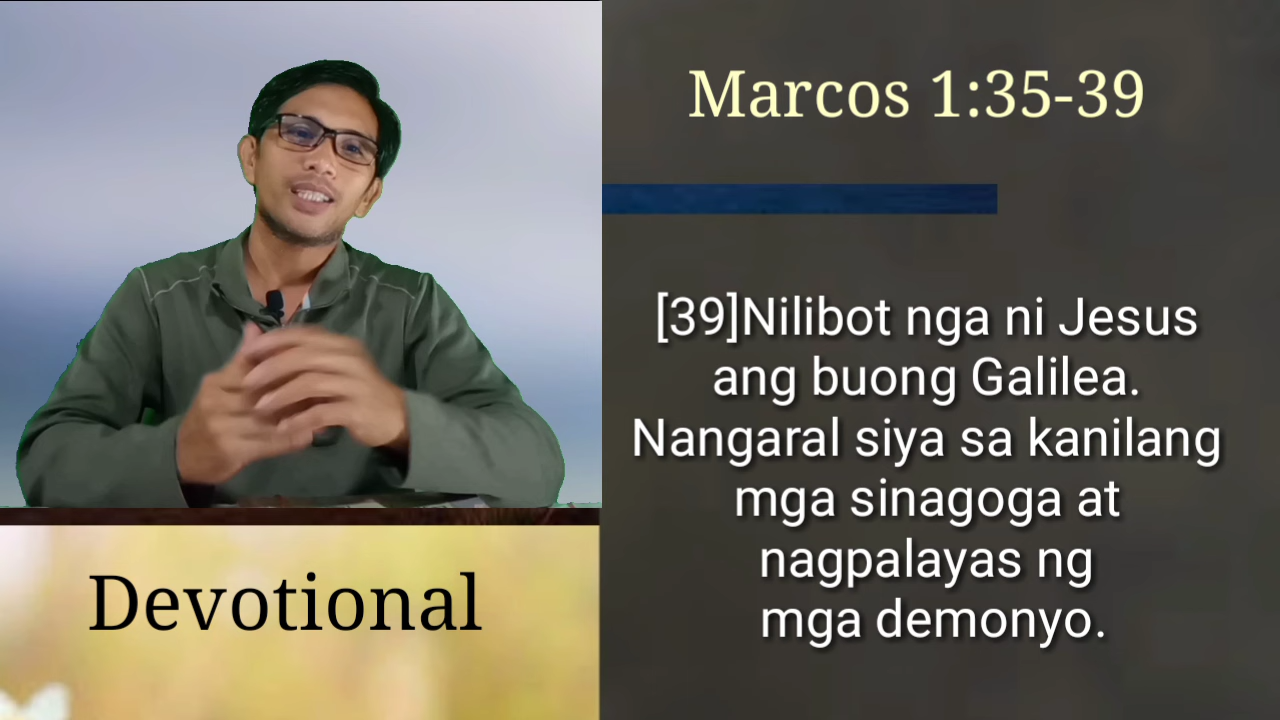 Marcos 1:35-39
[39]Nilibot nga ni Jesus
ang buong Galilea.
Nangaral siya sa kanilang
mga sinagoga at
nagpalayas ng
mga demonyo.
Devotional